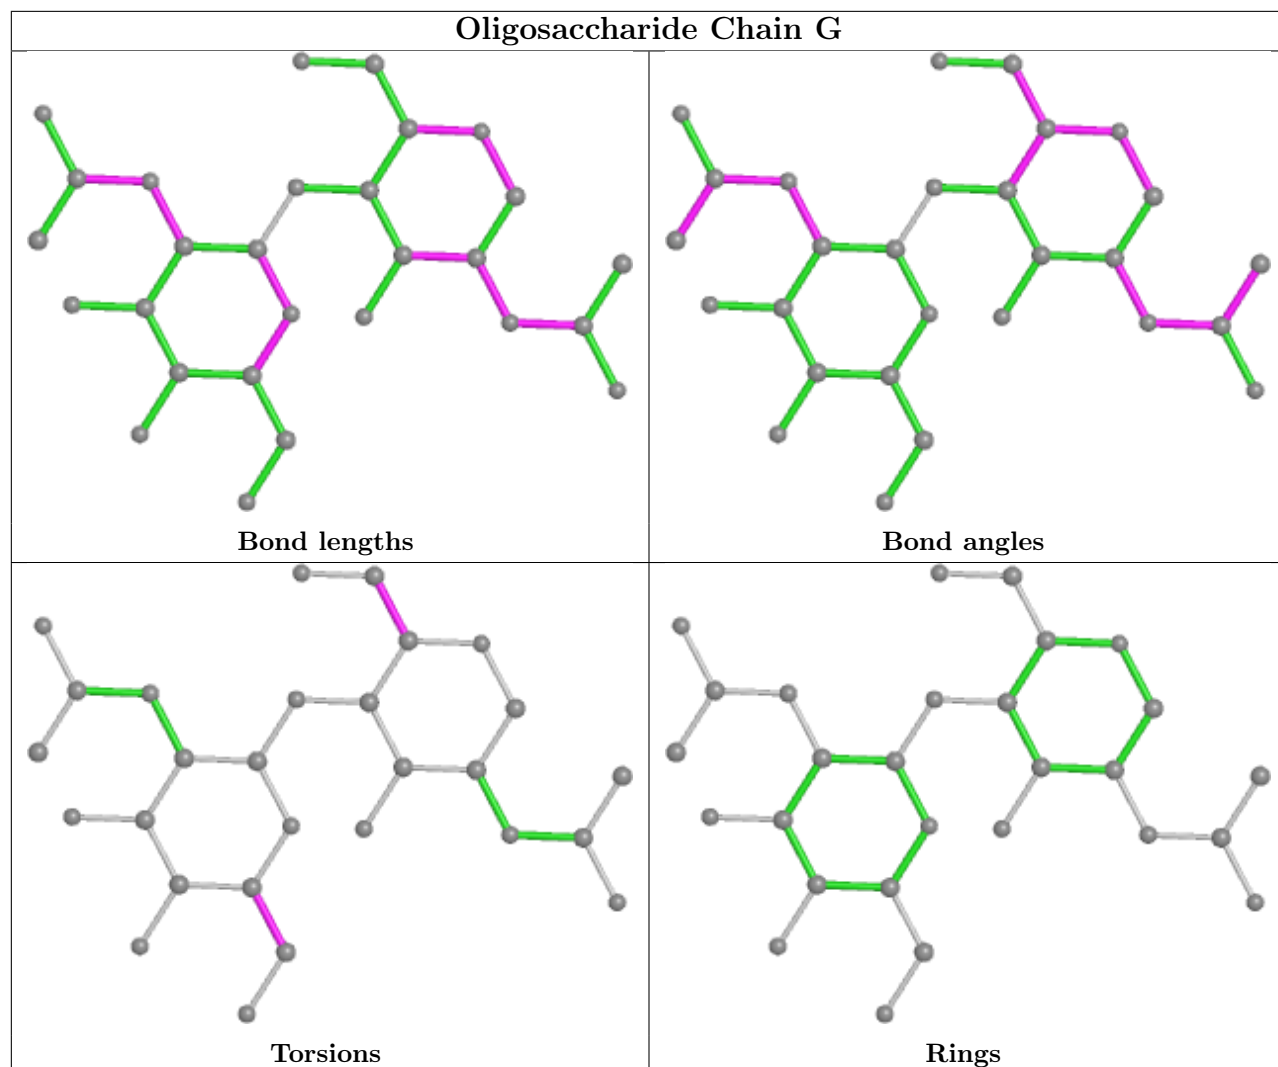 Oligosaccharide Chain G
Bond lengths
Bond angles
Torsions
Rings